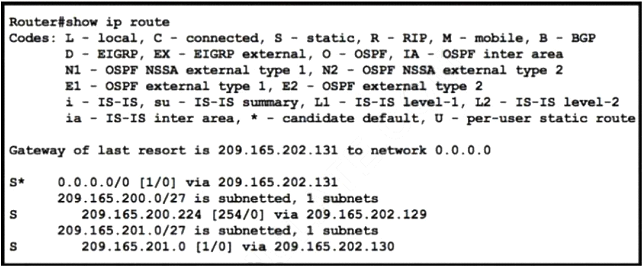 Router#show ip route
Codes: L - local, C - connected, S - static, R - RIP, M - mobile, B - BGP
D - EIGRP, EX - EIGRP external, O - OSPF, IA - OSPF inter area
N1 - OSPF NSSA external type 1, N2 - OSPF NSSA external type 2
E1 - OSPF external type 1, E2 - OSPF external type 2
i - IS-IS, su - IS-IS summary, L1 - IS-IS level-1, L2 - IS-IS level-2
ia - IS-IS inter area, * - candidate default, U - per-user static route
Gateway of last resort is 209.165.202.131 to network 0.0.0.0
S* 0.0.0.0/0 [1/0] via 209.165.202.131
209.165.200.0/27 is subnetted, 1 subnets
S 209.165.200.224 [254/0] via 209.165.202.129
209.165.201.0/27 is subnetted, 1 subnets
S 209.165.201.0 [1/0] via 209.165.202.130